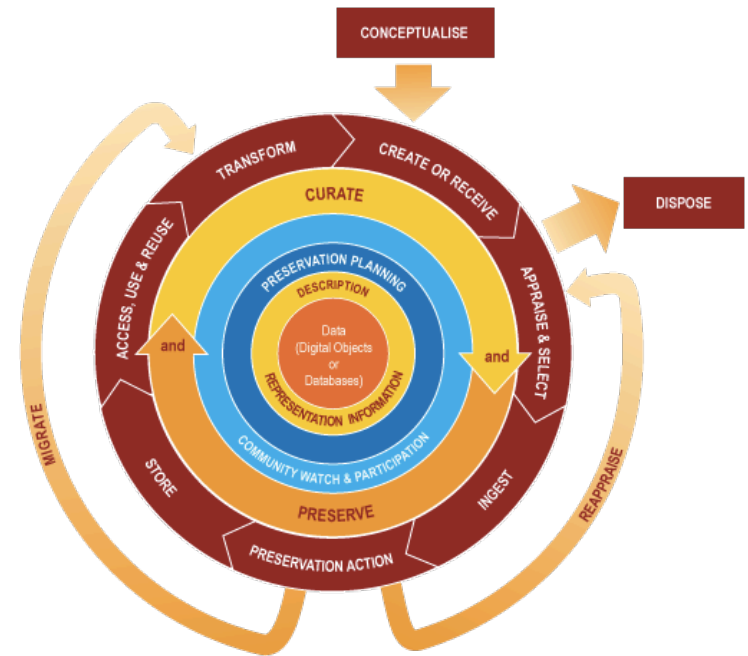 CONCEPTUALISE
TRANSFORM
CREATE OR RECEIVE
DISPOSE
CURATE
ACCESS, USE & REUSE
APPRAISE & SELECT
PRESERVATION PLANNING
DESCRIPTION
Data
(Digital Objects
or
Databases)
and
and
REPRESENTATION INFORMATION
COMMUNITY WATCH & PARTICIPATION
MIGRATE
STORE
INGEST
REAPPRAISE
PRESERVE
PRESERVATION ACTION